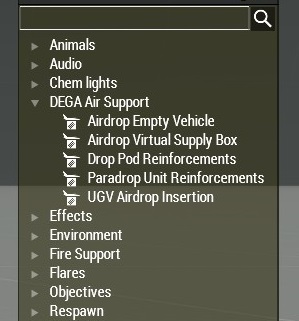 Animals
Audio
Chem lights
DEGA Air Support
Airdrop Empty Vehicle
Airdrop Virtual Supply Box
Drop Pod Reinforcements
Paradrop Unit Reinforcements
UGV Airdrop Insertion
Effects
Environment
Fire Support
Flares
Objectives
Respawn